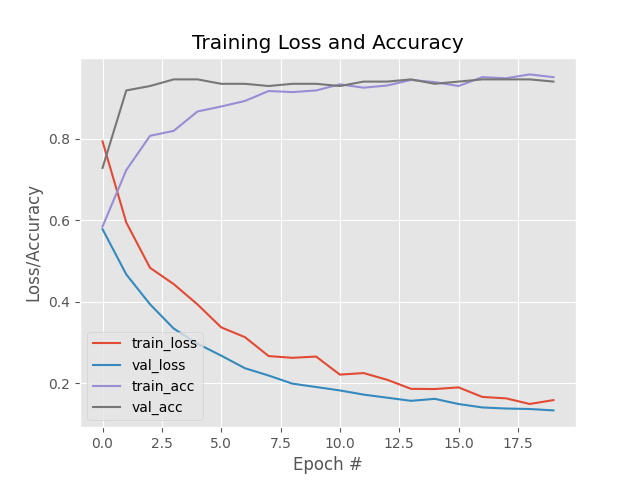 Training Loss and Accuracy
Loss/Accuracy
0.8
0.6
0.4
0.2
train_loss
val_loss
train_acc
val_acc
0.0 2.5 5.0 7.5 10.0 12.5 15.0 17.5
Epoch #